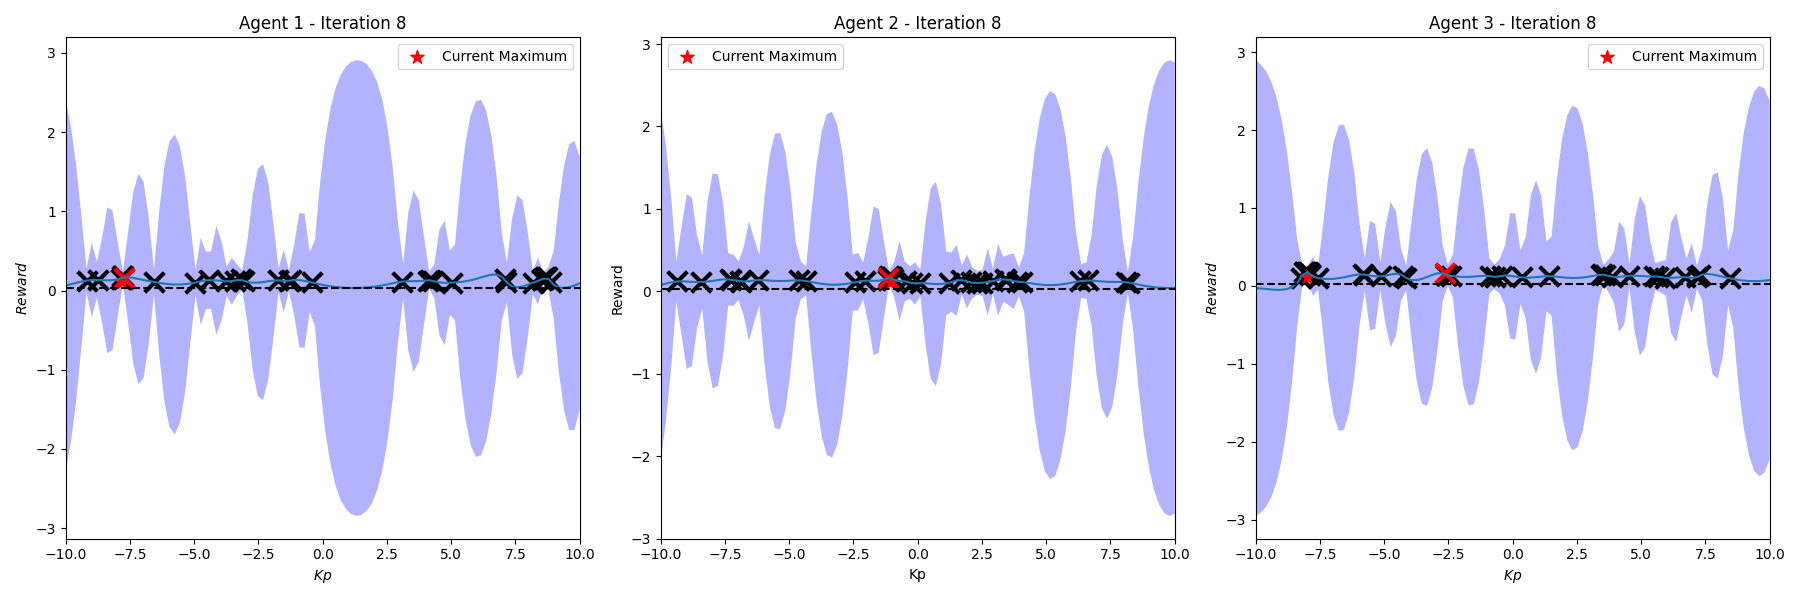 Agent 1 - Iteration 8
Current Maximum
Reward
3
2
1
0
−1
−2
−3
−10.0 −7.5 −5.0 −2.5 0.0 2.5 5.0 7.5 10.0
Kp
Agent 2 - Iteration 8
Current Maximum
Reward
3
2
1
0
−1
−2
−3
−10.0 −7.5 −5.0 −2.5 0.0 2.5 5.0 7.5 10.0
Kp
Agent 3 - Iteration 8
Current Maximum
Reward
3
2
1
0
−1
−2
−3
−10.0 −7.5 −5.0 −2.5 0.0 2.5 5.0 7.5 10.0
Kp